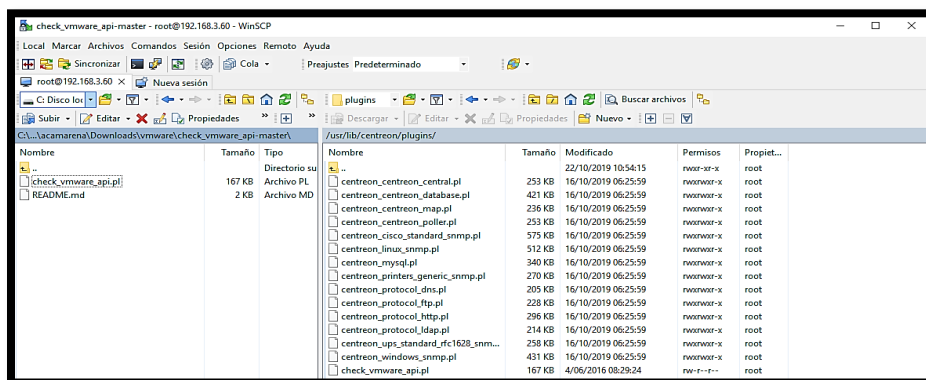 check_vmware_api-master - root@192.168.3.60 - WinSCP
Local Marcar Archivos Comandos Sesión Opciones Remoto Ayuda
Sincronizar Cola Preajustes Predeterminado
root@192.168.3.60 × Nueva sesión
C: Disco loc plugins Buscar archivos
Subir Editar Propiedades » » Descargar Editar Propiedades Nuevo
C:\...\acamarena\Downloads\vmware\check_vmware_api-master\ /usr/lib/centreon/plugins/
Nombre Tamaño Tipo Nombre Tamaño Modificado Permisos Propiet...
.. Directorio su .. 22/10/2019 10:54:15 rwxr-xr-x root
check_vmware_api.pl 167 KB Archivo PL centreon_centreon_central.pl 253 KB 16/10/2019 06:25:59 rwxrwxr-x root
README.md 2 KB Archivo MD centreon_centreon_database.pl 421 KB 16/10/2019 06:25:59 rwxrwxr-x root
centreon_centreon_map.pl 236 KB 16/10/2019 06:25:59 rwxrwxr-x root
centreon_centreon_poller.pl 253 KB 16/10/2019 06:25:59 rwxrwxr-x root
centreon_cisco_standard_snmp.pl 575 KB 16/10/2019 06:25:59 rwxrwxr-x root
centreon_linux_snmp.pl 512 KB 16/10/2019 06:25:59 rwxrwxr-x root
centreon_mysql.pl 340 KB 16/10/2019 06:25:59 rwxrwxr-x root
centreon_printers_generic_snmp.pl 270 KB 16/10/2019 06:25:59 rwxrwxr-x root
centreon_protocol_dns.pl 205 KB 16/10/2019 06:25:59 rwxrwxr-x root
centreon_protocol_ftp.pl 228 KB 16/10/2019 06:25:59 rwxrwxr-x root
centreon_protocol_http.pl 296 KB 16/10/2019 06:25:59 rwxrwxr-x root
centreon_protocol_ldap.pl 214 KB 16/10/2019 06:25:59 rwxrwxr-x root
centreon_ups_standard_rfc1628_snm... 258 KB 16/10/2019 06:25:59 rwxrwxr-x root
centreon_windows_snmp.pl 431 KB 16/10/2019 06:25:59 rwxrwxr-x root
check_vmware_api.pl 167 KB 4/06/2016 08:29:24 rw-r--r-- root